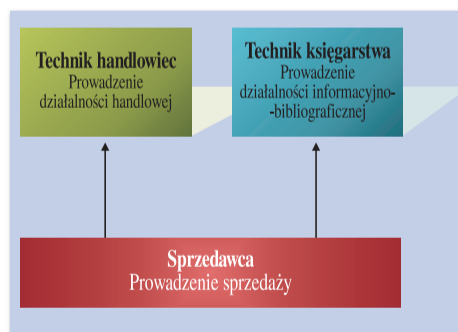 Technik handlowiec
Prowadzenie
działalności handlowej
Technik księgarstwa
Prowadzenie
działalności informacyjno-
-bibliograficznej
Sprzedawca
Prowadzenie sprzedaży